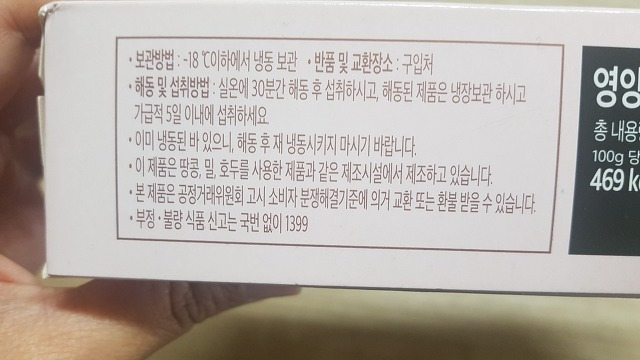 • 보관방법 : -18 ℃이하에서 냉동 보관 • 반품 및 교환장소 : 구입처
• 해동 및 섭취방법 : 실온에 30분간 해동 후 섭취하시고, 해동된 제품은 냉장보관 하시고
가급적 5일 이내에 섭취하세요.
• 이미 냉동된 바 있으니, 해동 후 재 냉동시키지 마시기 바랍니다.
• 이 제품은 땅콩, 밀, 호두를 사용한 제품과 같은 제조시설에서 제조하고 있습니다.
• 본 제품은 공정거래위원회 고시 소비자 분쟁해결기준에 의거 교환 또는 환불 받을 수 있습니다.
• 부정 • 불량 식품 신고는 국번 없이 1399
영양
총 내용
100g 당
469 k